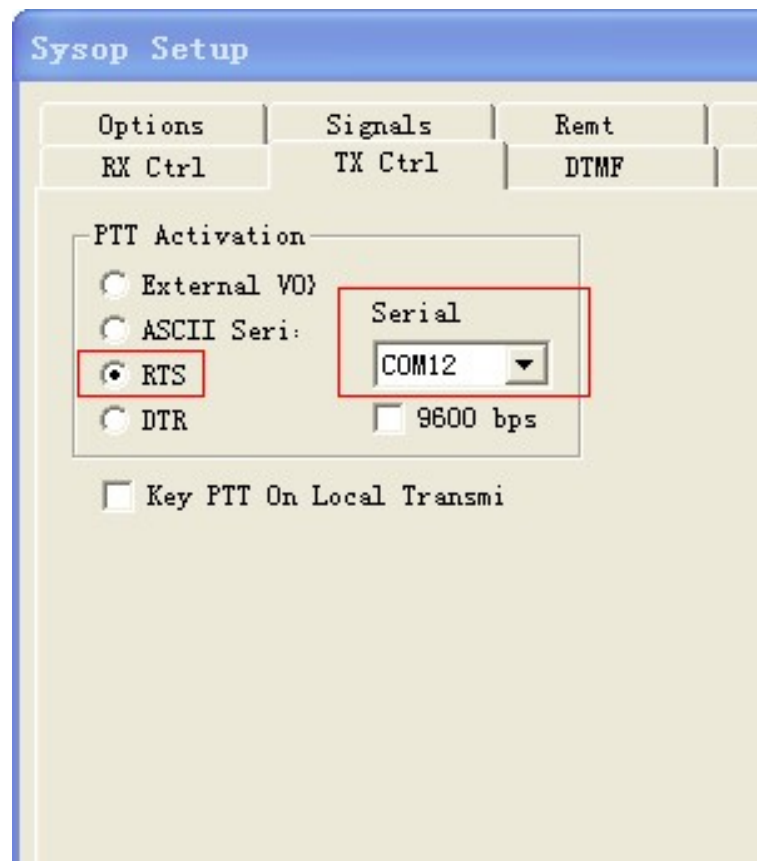 Sysop Setup
Options Signals Remt
RX Ctrl TX Ctrl DTMF
PTT Activation
External VO
ASCII Seri
Serial
RTS
COM12
DTR
9600 bps
Key PTT On Local Transmi